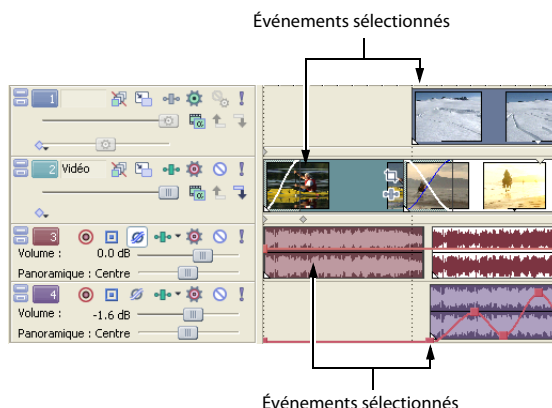 Événements sélectionnés
1
2 Vidéo
3
Volume : 0.0 dB
Panoramique : Centre
4
Volume : -1.6 dB
Panoramique : Centre
Événements sélectionnés